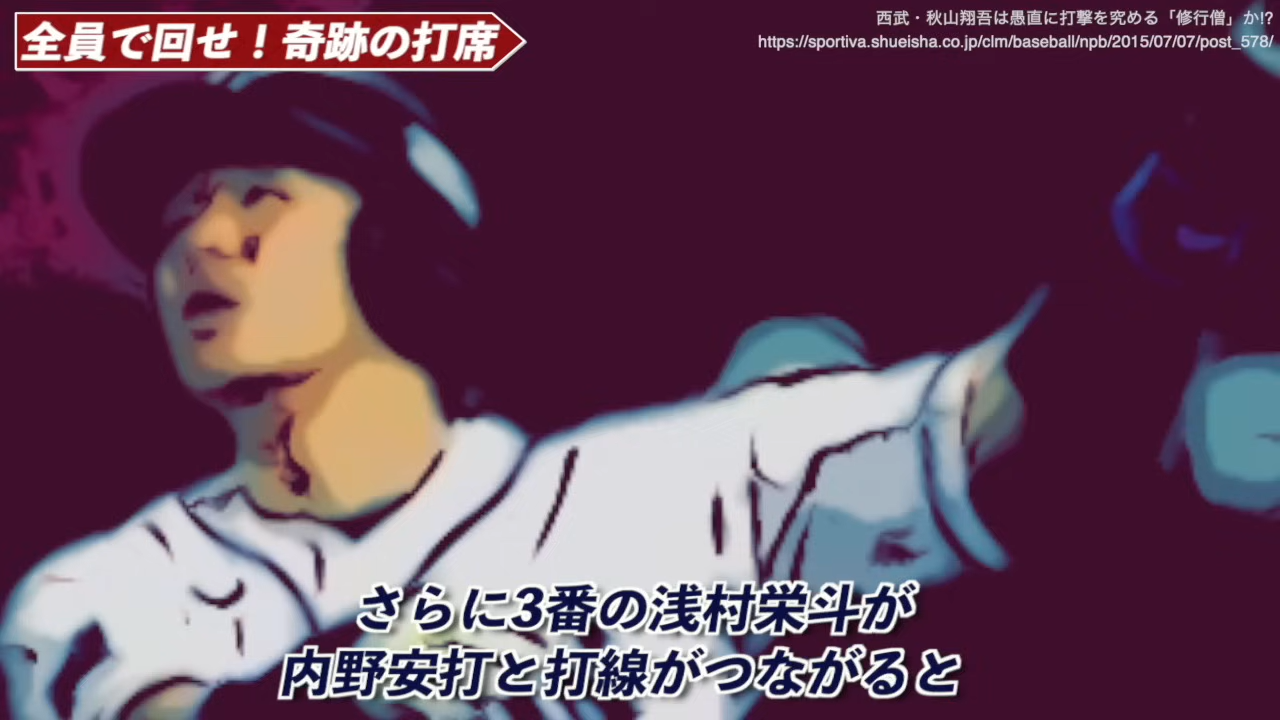 全員で回せ！奇跡の打席
西武・秋山翔吾は愚直に打撃を究める「修行僧」か!?
https://sportiva.shueisha.co.jp/clm/baseball/npb/2015/07/07/post_578/
さらに3番の浅村栄斗が
内野安打と打線がつながると